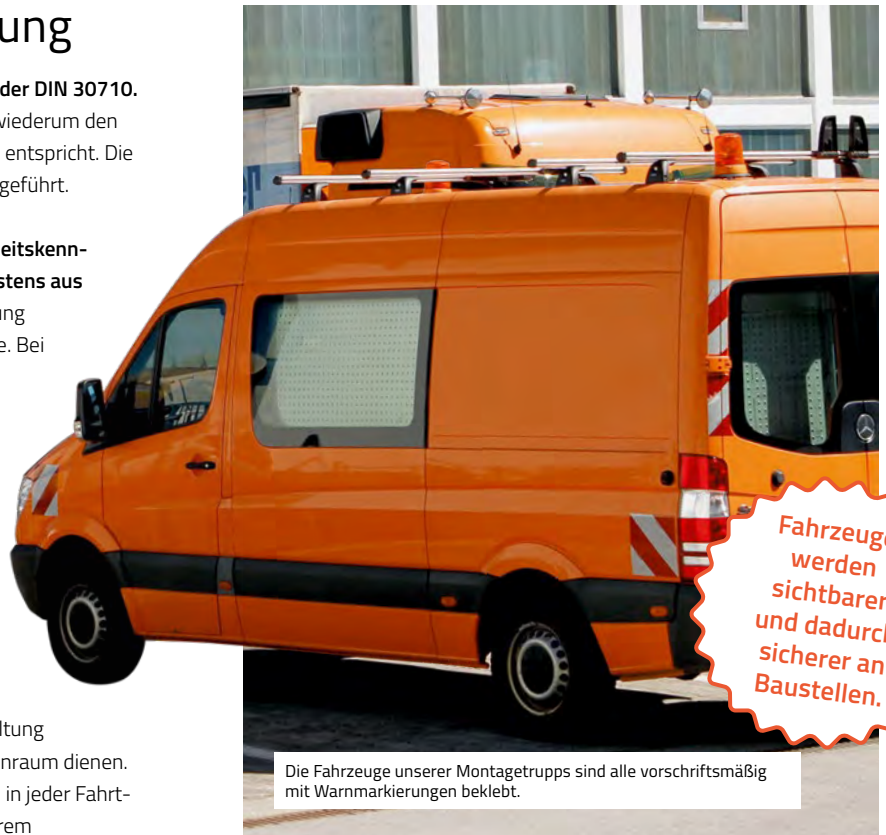 ung
der DIN 30710.
wiederum den
entspricht. Die
geführt.
eitskenn-
stens aus
ung
e. Bei
ltung
nraum dienen.
in jeder Fahrt-
rem
Fahrzeuge
werden
sichtbarer
und dadurch
sicherer an
Baustellen.
Die Fahrzeuge unserer Montagetrupps sind alle vorschriftsmäßig
mit Warnmarkierungen beklebt.